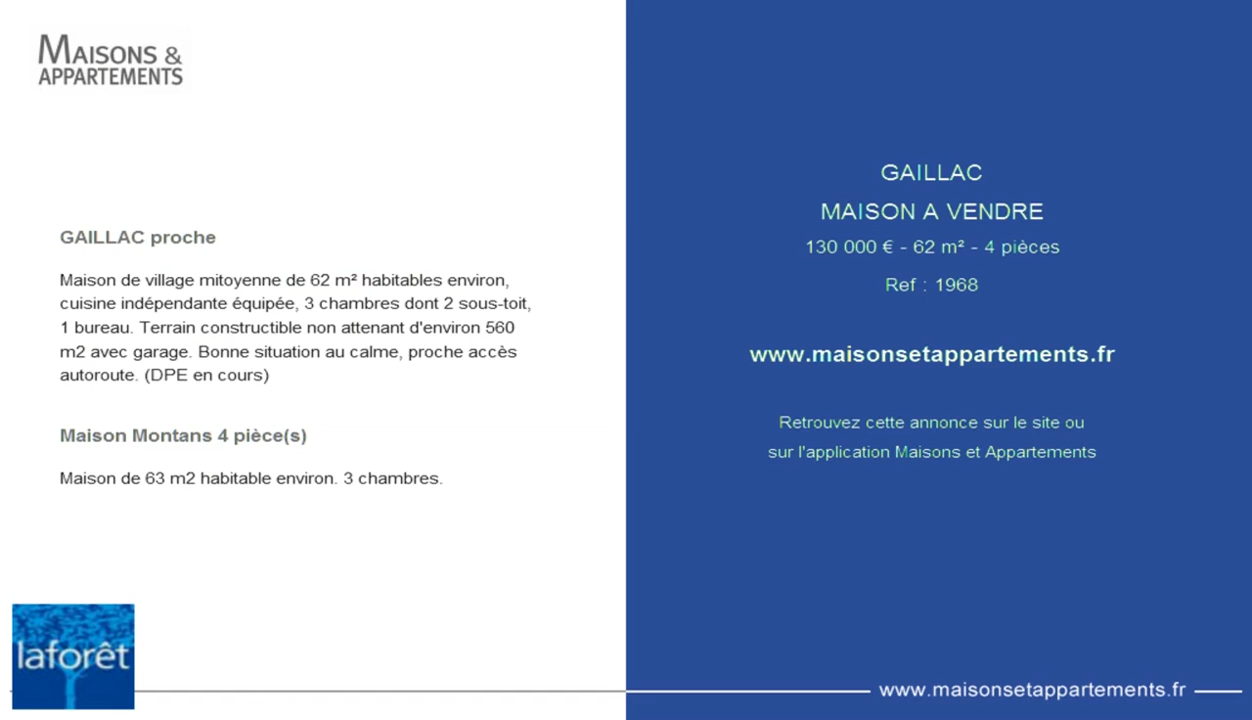 MAISONS &
APPARTEMENTS
GAILLAC proche
Maison de village mitoyenne de 62 m² habitables environ,
cuisine indépendante équipée, 3 chambres dont 2 sous-toit,
1 bureau. Terrain constructible non attenant d'environ 560
m2 avec garage. Bonne situation au calme, proche accès
autoroute. (DPE en cours)
Maison Montans 4 pièce(s)
Maison de 63 m2 habitable environ. 3 chambres.
laforêt
GAILLAC
MAISON A VENDRE
130 000 € - 62 m² - 4 pièces
Ref : 1968
www.maisonsetappartements.fr
Retrouvez cette annonce sur le site ou
sur l'application Maisons et Appartements
www.maisonsetappartements.fr